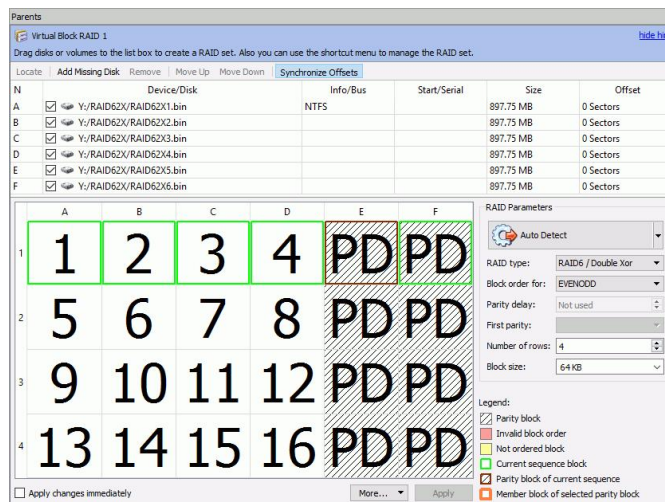 Parents
Virtual Block RAID 1
hide hi
Drag disks or volumes to the list box to create a RAID set. Also you can use the shortcut menu to manage the RAID set.
Locate Add Missing Disk Remove Move Up Move Down Synchronize Offsets
N Device/Disk Info/Bus Start/Serial Size Offset
A Y:/RAID62X/RAID62X1.bin NTFS 897.75 MB 0 Sectors
B Y:/RAID62X/RAID62X2.bin 897.75 MB 0 Sectors
C Y:/RAID62X/RAID62X3.bin 897.75 MB 0 Sectors
D Y:/RAID62X/RAID62X4.bin 897.75 MB 0 Sectors
E Y:/RAID62X/RAID62X5.bin 897.75 MB 0 Sectors
F Y:/RAID62X/RAID62X6.bin 897.75 MB 0 Sectors
A B C D E F
1 1 2 3 4 PD PD
2 5 6 7 8 PD PD
3 9 10 11 12 PD PD
4 13 14 15 16 PD PD
Apply changes immediately More... Apply
RAID Parameters
Auto Detect
RAID type: RAID6 / Double Xor
Block order for: EVENODD
Parity delay: Not used
First parity:
Number of rows: 4
Block size: 64 KB
Legend:
Parity block
Invalid block order
Not ordered block
Current sequence block
Parity block of current sequence
Member block of selected parity block